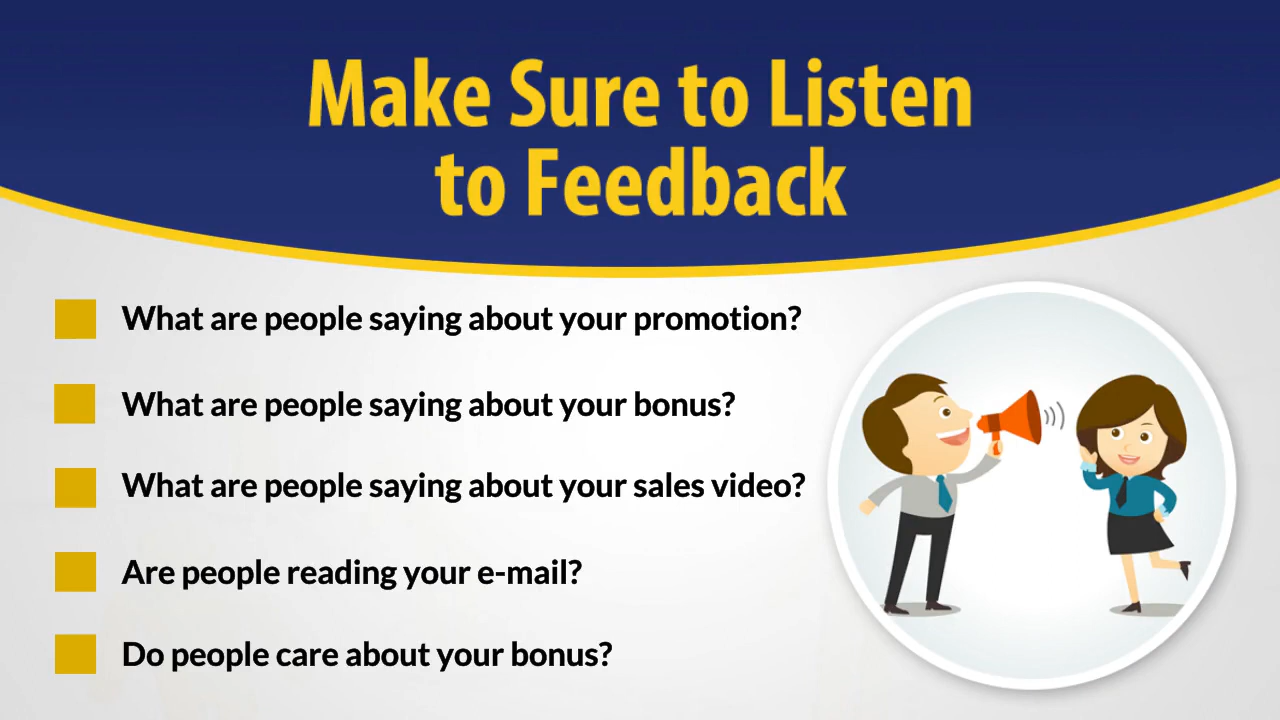 Make Sure to Listen
to Feedback
What are people saying about your promotion?
What are people saying about your bonus?
What are people saying about your sales video?
Are people reading your e-mail?
Do people care about your bonus?